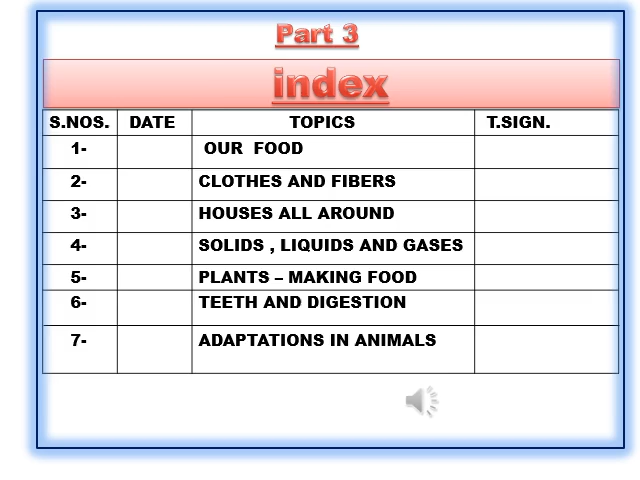 Part 3
index
S.NOS. DATE TOPICS T.SIGN.
1- OUR FOOD
2- CLOTHES AND FIBERS
3- HOUSES ALL AROUND
4- SOLIDS , LIQUIDS AND GASES
5- PLANTS – MAKING FOOD
6- TEETH AND DIGESTION
7- ADAPTATIONS IN ANIMALS